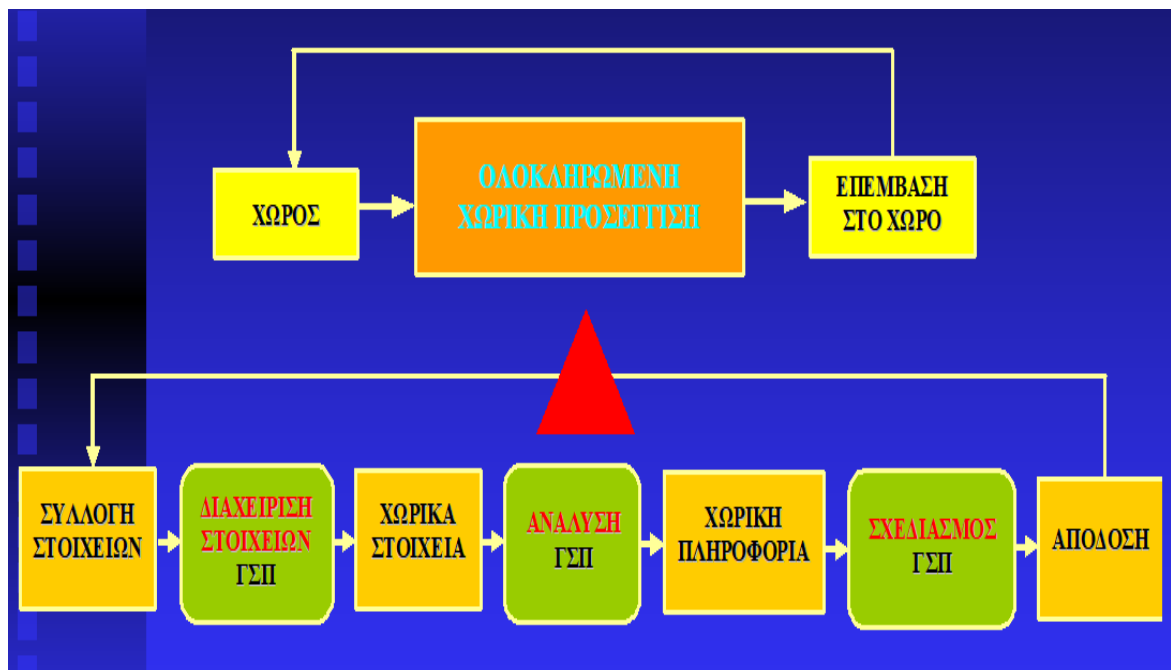 ΟΛΟΚΛΗΡΩΜΕΝΗ
ΧΩΡΙΚΗ ΠΡΟΣΕΓΓΙΣΗ
ΧΩΡΟΣ
ΕΠΕΜΒΑΣΗ
ΣΤΟ ΧΩΡΟ
ΣΥΛΛΟΓΗ
ΣΤΟΙΧΕΙΩΝ
ΔΙΑΧΕΙΡΙΣΗ
ΣΤΟΙΧΕΙΩΝ
ΓΣΠ
ΧΩΡΙΚΑ
ΣΤΟΙΧΕΙΑ
ΑΝΑΛΥΣΗ
ΓΣΠ
ΧΩΡΙΚΗ
ΠΛΗΡΟΦΟΡΙΑ
ΣΧΕΔΙΑΣΜΟΣ
ΓΣΠ
ΑΠΟΔΟΣΗ